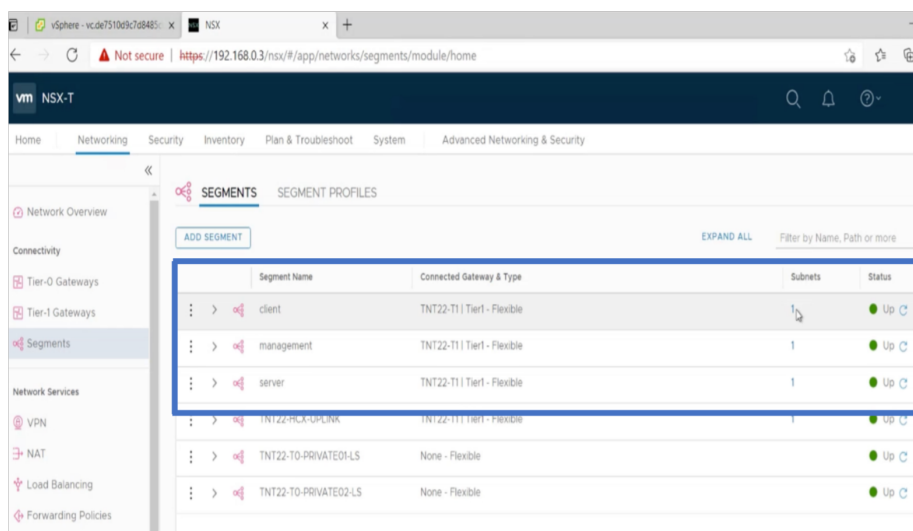 vSphere - vc.de7510d9c7d8485c X NSX X +
Not secure | https://192.168.0.3/nsx/#/app/networks/segments/module/home
vm NSX-T
Home Networking Security Inventory Plan & Troubleshoot System Advanced Networking & Security
SEGMENTS SEGMENT PROFILES
Network Overview
ADD SEGMENT EXPAND ALL Filter by Name, Path or more
Connectivity
Segment Name Connected Gateway & Type Subnets Status
Tier-0 Gateways
client TNT22-T1 | Tier1 - Flexible 1 Up
Tier-1 Gateways
Segments
management TNT22-T1 | Tier1 - Flexible 1 Up
server TNT22-T1 | Tier1 - Flexible 1 Up
Network Services
VPN
TNT22-HCX-UPLINK TNT22-T1 | Tier1 - Flexible 1 Up
NAT
TNT22-T0-PRIVATE01-LS None - Flexible Up
Load Balancing
TNT22-T0-PRIVATE02-LS None - Flexible Up
Forwarding Policies